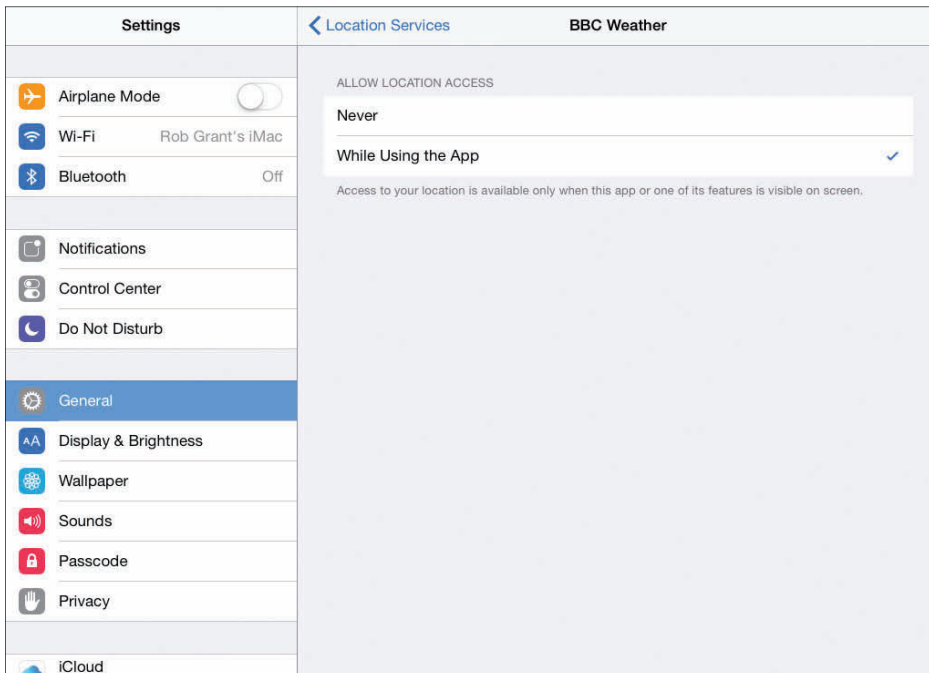 Settings
Airplane Mode
Wi-Fi Rob Grant's iMac
Bluetooth Off
Notifications
Control Center
Do Not Disturb
General
AA Display & Brightness
Wallpaper
Sounds
Passcode
Privacy
iCloud
Location Services BBC Weather
ALLOW LOCATION ACCESS
Never
While Using the App
Access to your location is available only when this app or one of its features is visible on screen.